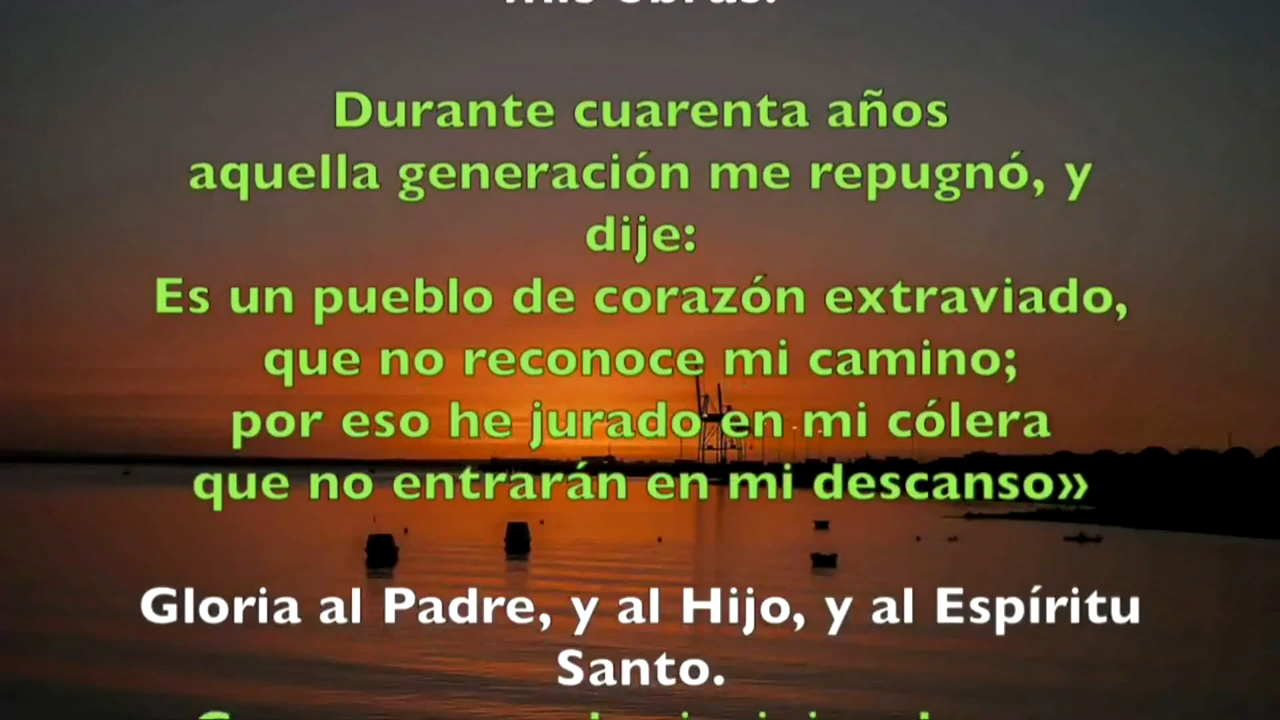 Durante cuarenta años
aquella generación me repugnó, y
dije:
Es un pueblo de corazón extraviado,
que no reconoce mi camino;
por eso he jurado en mi cólera
que no entrarán en mi descanso»
Gloria al Padre, y al Hijo, y al Espíritu
Santo.